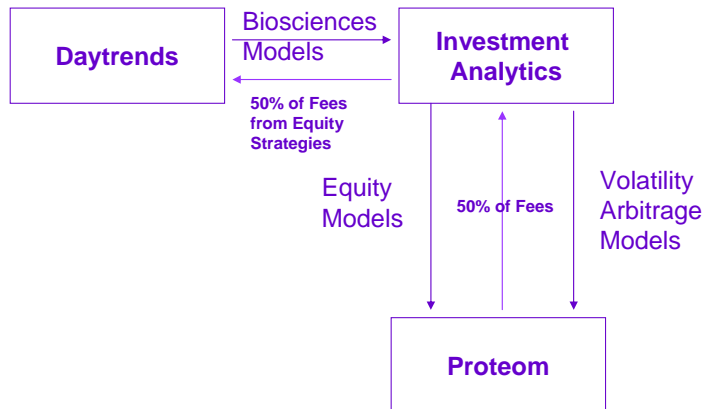 Biosciences
Models
Daytrends
Investment
Analytics
50% of Fees
from Equity
Strategies
Equity
Models
50% of Fees
Volatility
Arbitrage
Models
Proteom